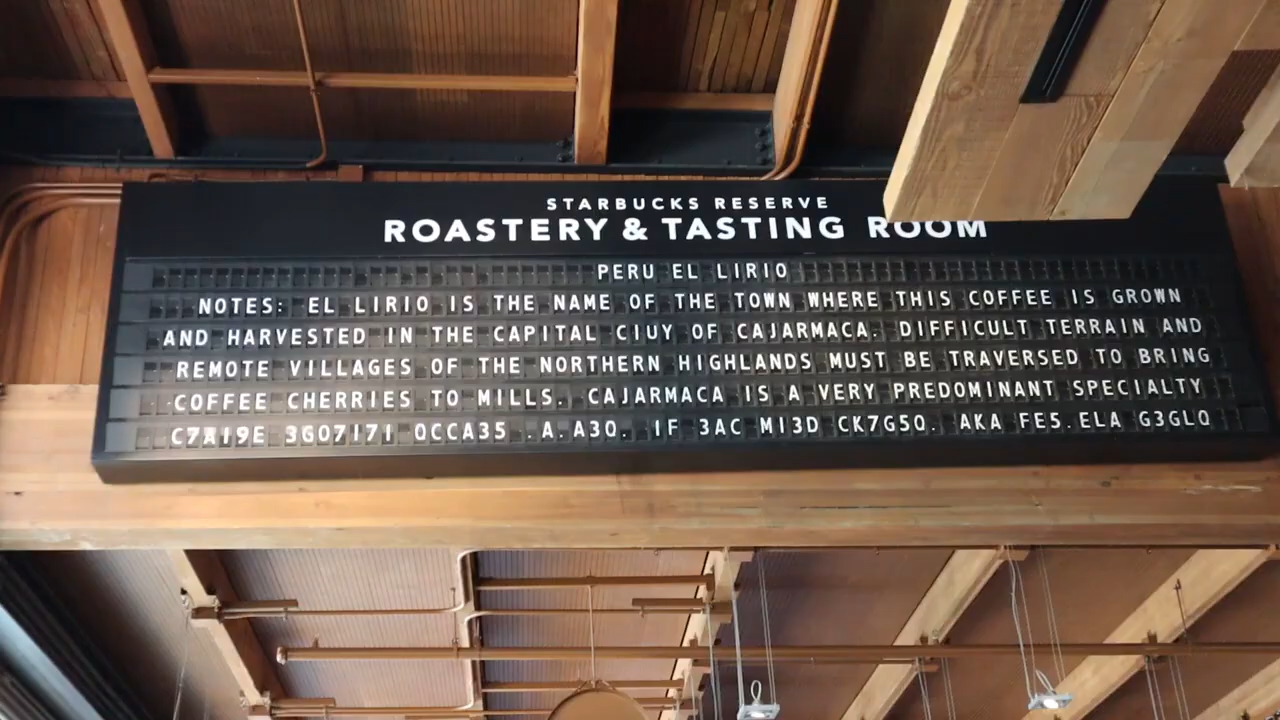 STARBUCKS RESERVE
ROASTERY & TASTING ROOM
PERU EL LIRIO
NOTES: EL LIRIO IS THE NAME OF THE TOWN WHERE THIS COFFEE IS GROWN
AND HARVESTED IN THE CAPITAL CIUY OF CAJARMACA. DIFFICULT TERRAIN AND
REMOTE VILLAGES OF THE NORTHERN HIGHLANDS MUST BE TRAVERSED TO BRING
COFFEE CHERRIES TO MILLS. CAJARMACA IS A VERY PREDOMINANT SPECIALTY
3AC AKA